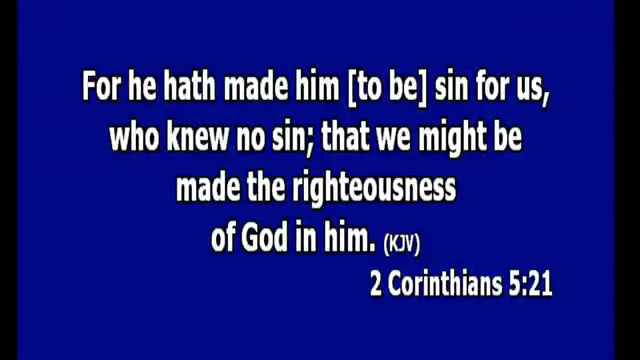 For he hath made him [to be] sin for us,
who knew no sin; that we might be
made the righteousness
of God in him. (KJV)
2 Corinthians 5:21